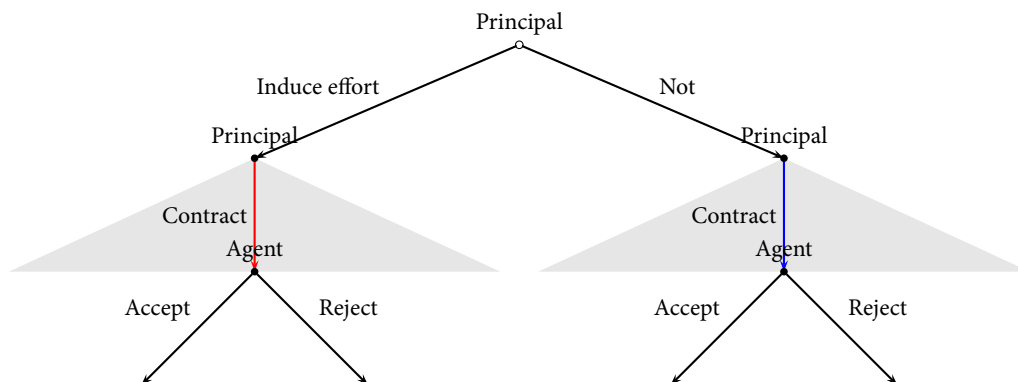 Principal
Induce effort
Not
Principal
Principal
Contract
Contract
Agent
Agent
Accept
Reject
Accept
Reject